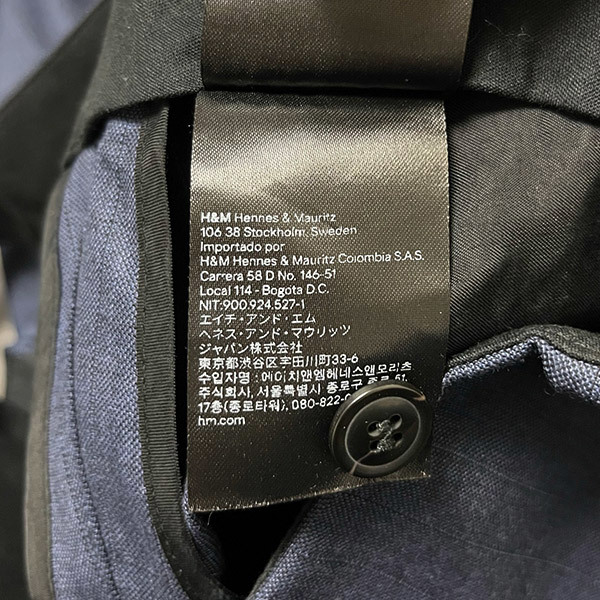 H&M Hennes & Mauritz
106 38 Stockholm, Sweden
Importado por
H&M Hennes & Mauritz Colombia S.A.S.
Carrera 58 D No. 146-51
Local 114 - Bogota D.C.
NIT:900.924.527-1
エイチ・アンド・エム
ヘネス・アンド・マウリッツ
ジャパン株式会社
東京都渋谷区宇田川町33-6
수입자명 : 에이치앤엠헤네스앤모리츠
주식회사, 서울특별시 종로구 종로 51,
17층(종로타워), 080-822-
hm.com